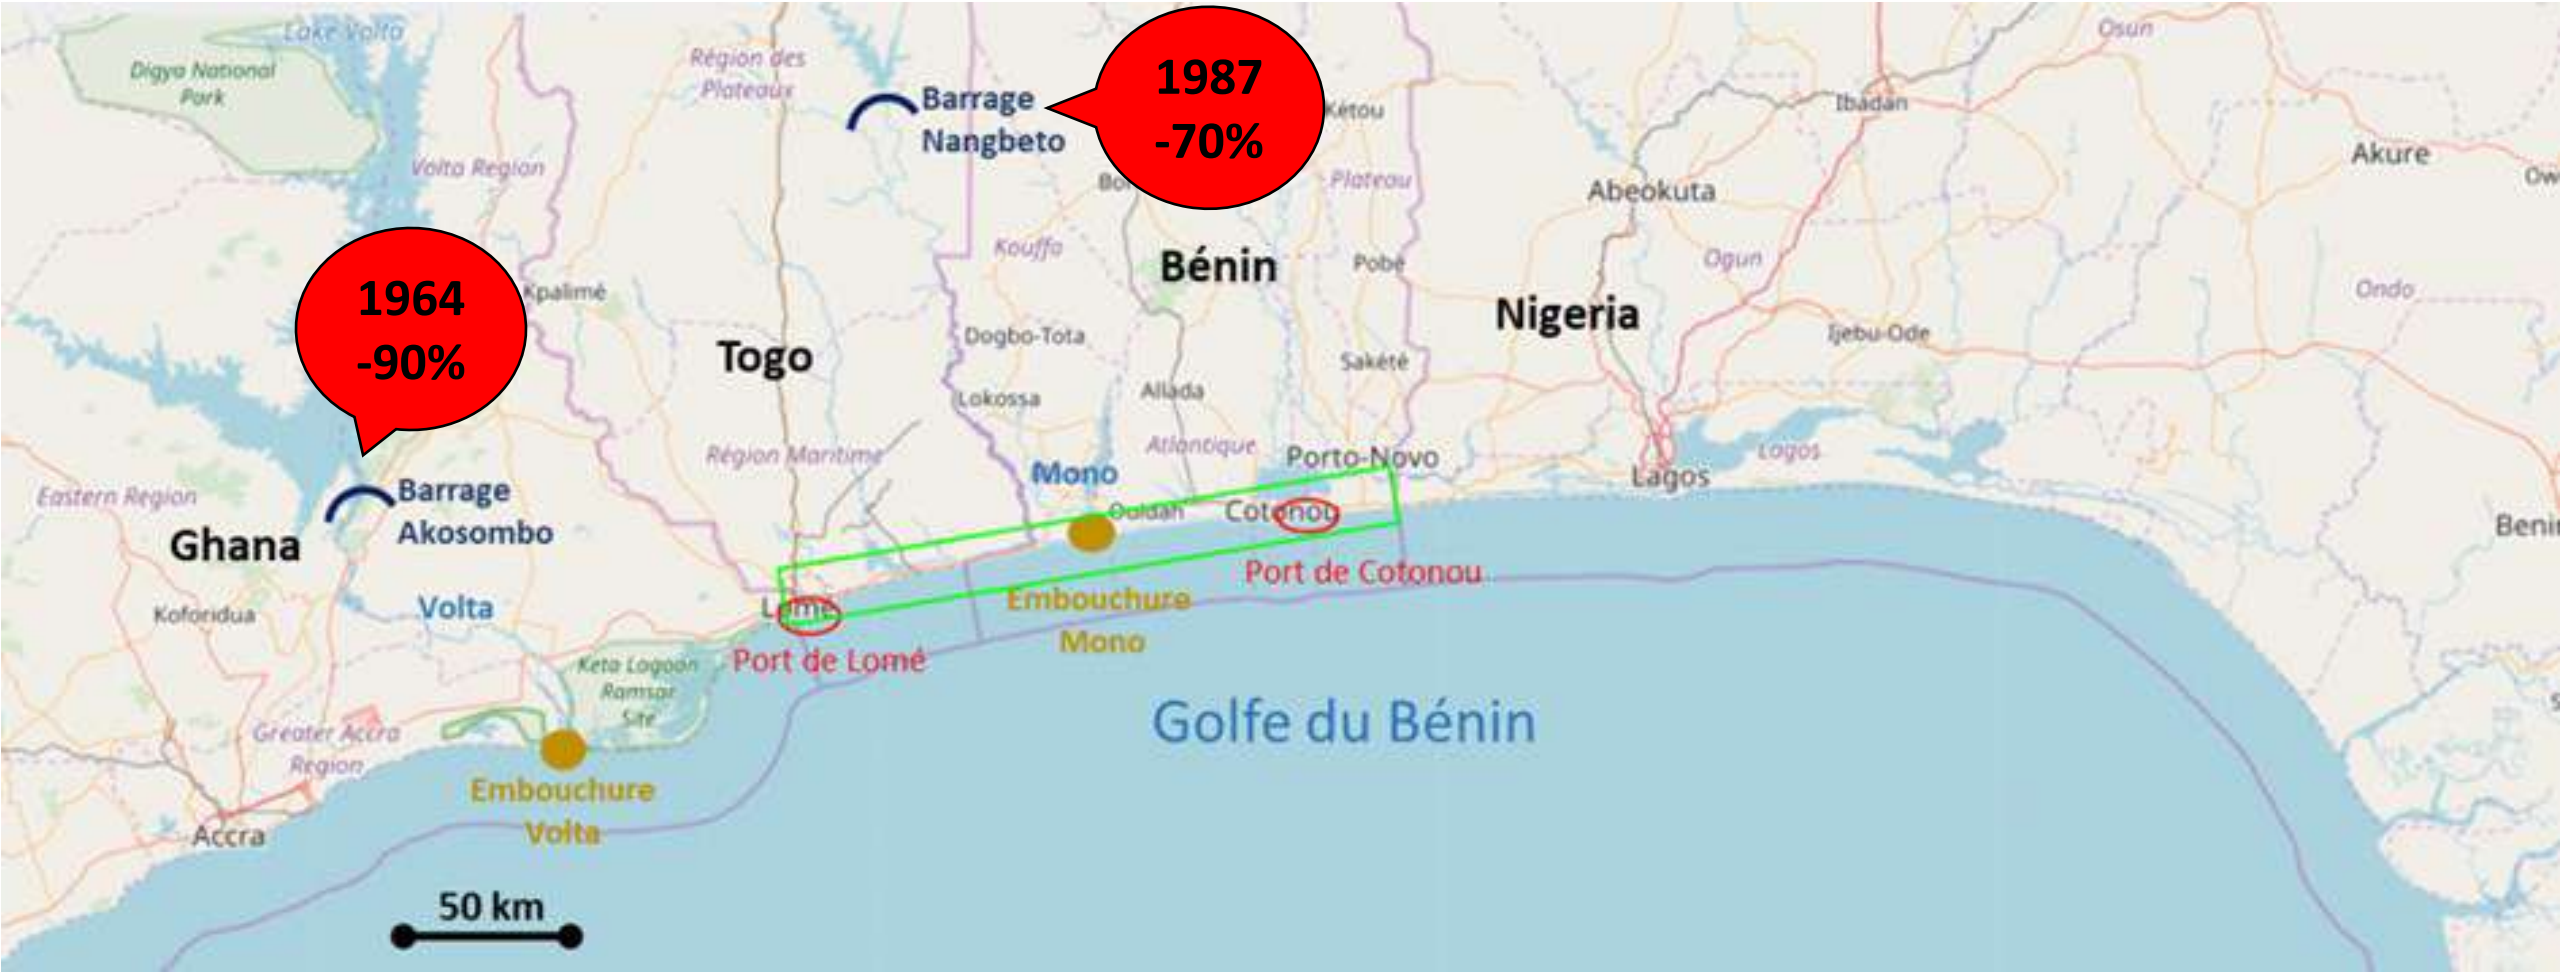 Lake Volta
Osun
Digya National
Park
Région des
Plateaux
Barrage
Nangbeto
1987
-70%
Kétou
Ibadan
Akure
Volta Region
Plateau
Abeokuta
1964
-90%
Kpalimé
Kouffo
Bénin
Pobé
Ogun
Ondo
Nigeria
Togo
Dogbo-Tota
Sakété
Ijebu-Ode
Lokossa
Allada
Région Maritime
Atlantique
Porto-Novo
Lagos
Lagos
Mono
Eastern Region
Barrage
Akosombo
Ghana
Ouidah
Cotonou
Port de Cotonou
Koforidua
Volta
Lomé
Embouchure
Mono
Port de Lomé
Keta Lagoon
Ramsar
Site
Golfe du Bénin
Greater Accra
Region
Embouchure
Volta
Accra
50 km